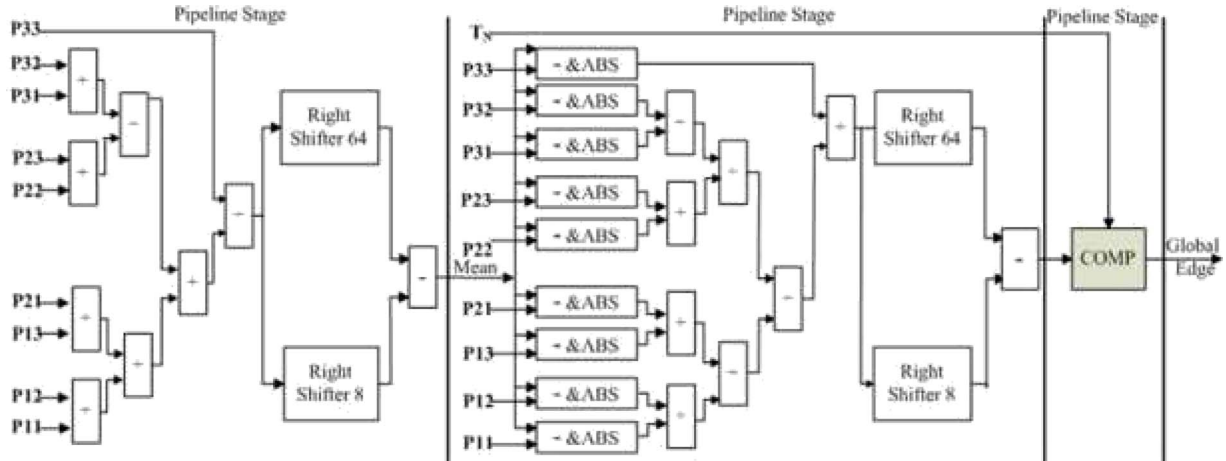 Pipeline Stage
Pipeline Stage
Pipeline Stage
P33
P32
P31
P23
P22
P21
P13
P12
P11
+
-
+
+
+
+
+
+
Right
Shifter 64
Right
Shifter 8
-
Mean
T_N
P33
P32
P31
P23
P22
P21
P13
P12
P11
- &ABS
- &ABS
- &ABS
- &ABS
- &ABS
- &ABS
- &ABS
- &ABS
- &ABS
+
Right
Shifter 64
Right
Shifter 8
-
COMP
Global
Edge